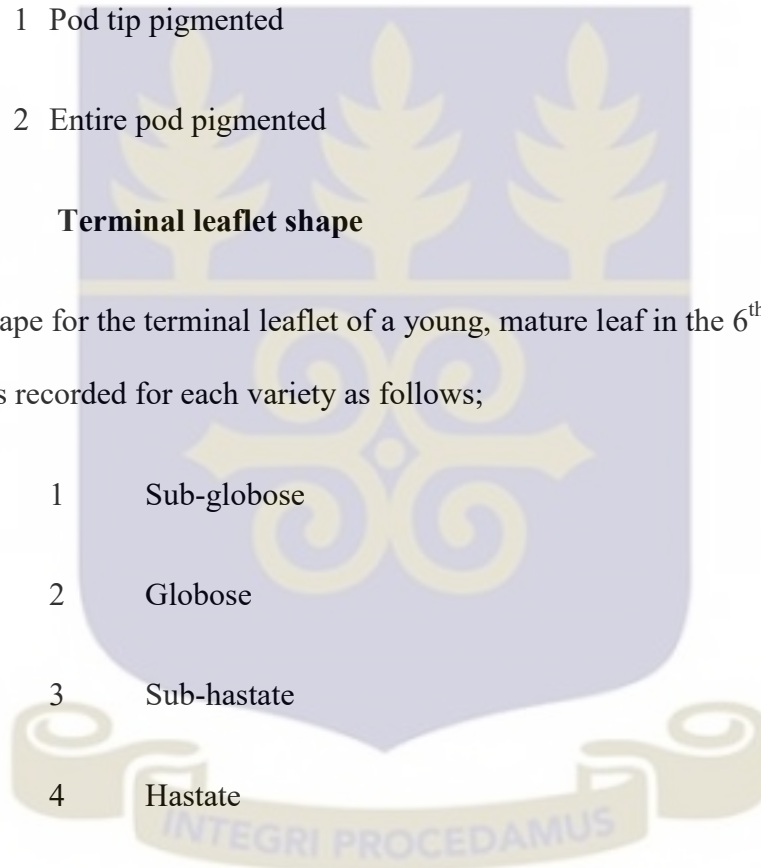 1 Pod tip pigmented
2 Entire pod pigmented
Terminal leaflet shape
ape for the terminal leaflet of a young, mature leaf in the 6th
s recorded for each variety as follows;
1 Sub-globose
2 Globose
3 Sub-hastate
4 Hastate
INTEGRI PROCEDAMUS